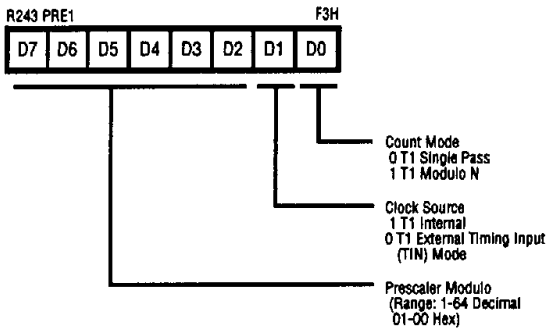 R243 PRE1 F3H
D7 D6 D5 D4 D3 D2 D1 D0
Count Mode
0 T1 Single Pass
1 T1 Modulo N
Clock Source
1 T1 Internal
0 T1 External Timing Input
(TIN) Mode
Prescaler Modulo
(Range: 1-64 Decimal
01-00 Hex)